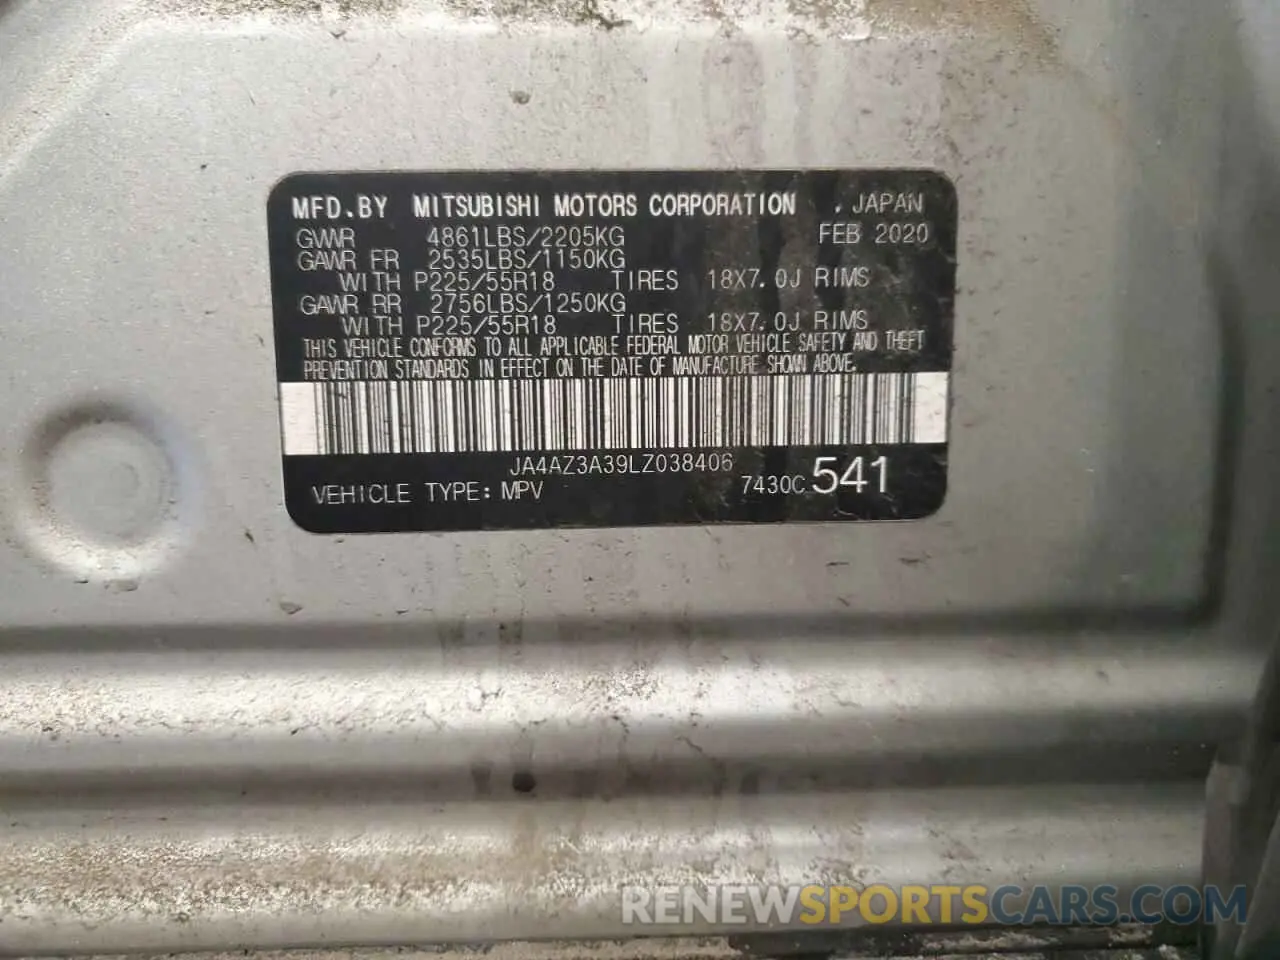 MFD.BY MITSUBISHI MOTORS CORPORATION . JAPAN
GVWR 4861LBS/2205KG FEB 2020
GAWR FR 2535LBS/1150KG
WITH P225/55R18 TIRES 18X7.0J RIMS
GAWR RR 2756LBS/1250KG
WITH P225/55R18 TIRES 18X7.0J RIMS
THIS VEHICLE CONFORMS TO ALL APPLICABLE FEDERAL MOTOR VEHICLE SAFETY AND THEFT
PREVENTION STANDARDS IN EFFECT ON THE DATE OF MANUFACTURE SHOWN ABOVE.
JA4AZ3A39LZ038406
VEHICLE TYPE: MPV 7430C 541
RENEWSPORTSCARS.COM